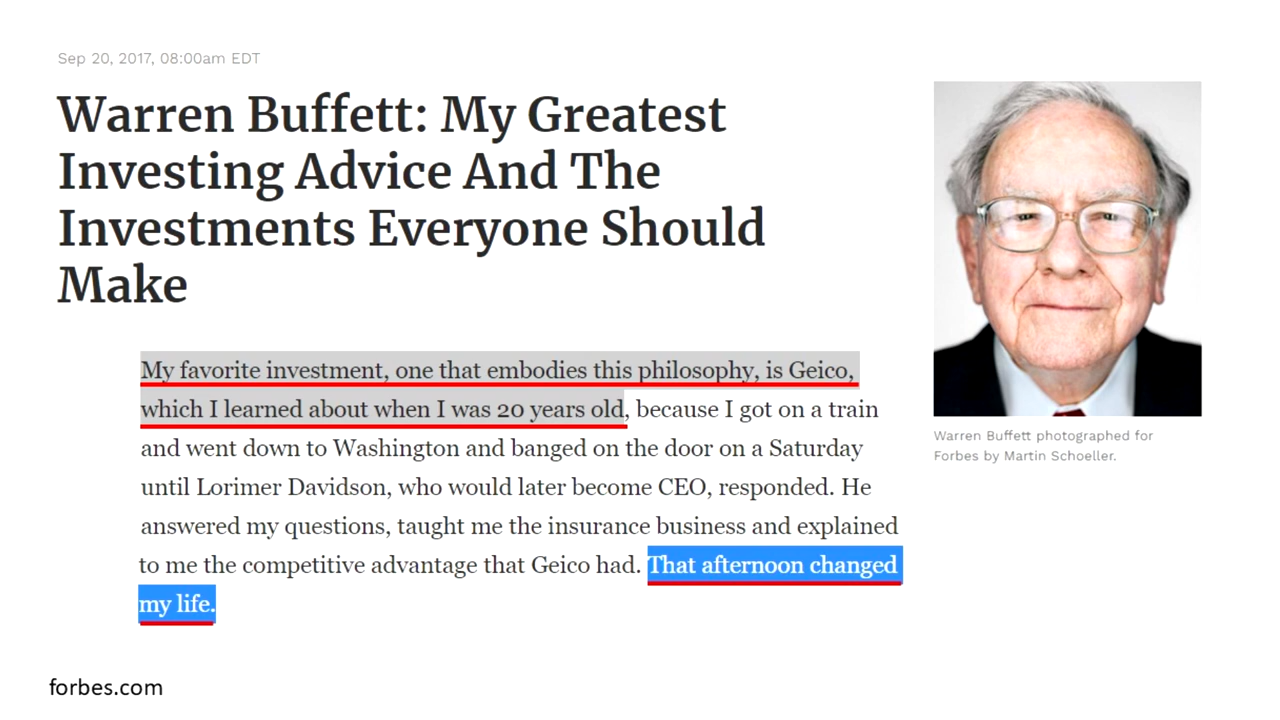 Sep 20, 2017, 08:00am EDT
Warren Buffett: My Greatest
Investing Advice And The
Investments Everyone Should
Make
My favorite investment, one that embodies this philosophy, is Geico,
which I learned about when I was 20 years old, because I got on a train
and went down to Washington and banged on the door on a Saturday
until Lorimer Davidson, who would later become CEO, responded. He
answered my questions, taught me the insurance business and explained
to me the competitive advantage that Geico had. That afternoon changed
my life.
Warren Buffett photographed for
Forbes by Martin Schoeller.
forbes.com